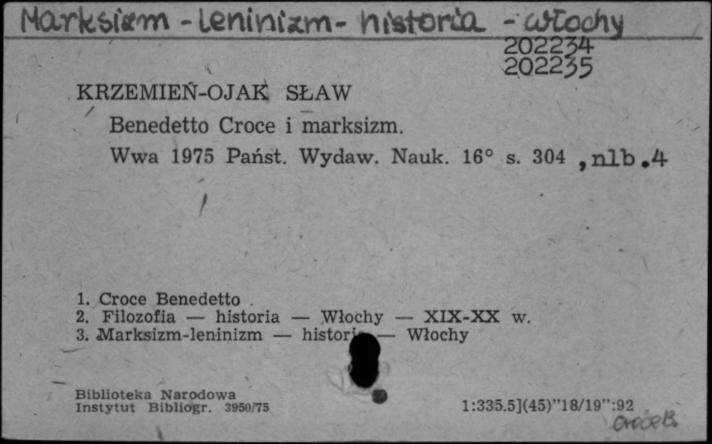 Marksizm - leninizm - historia - Włochy
202234
202235
KRZEMIEŃ-OJAK SŁAW
Benedetto Croce i marksizm.
Wwa 1975 Państ. Wydaw. Nauk. 16° s. 304 , nlb .4
1. Croce Benedetto
2. Filozofia — historia — Włochy — XIX-XX w.
3. Marksizm-leninizm — historia — Włochy
Biblioteka Narodowa
Instytut Bibliogr. 3950/75
1:335.5](45)"18/19":92
Croce B.